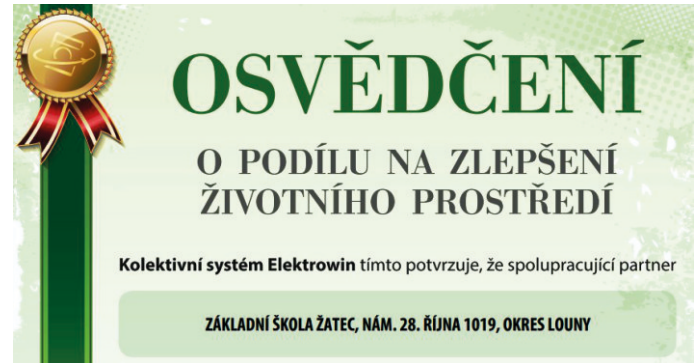 OSVĚDČENÍ
O PODÍLU NA ZLEPŠENÍ
ŽIVOTNÍHO PROSTŘEDÍ
Kolektivní systém Elektrowin tímto potvrzuje, že spolupracující partner
ZÁKLADNÍ ŠKOLA ŽATEC, NÁM. 28. ŘÍJNA 1019, OKRES LOUNY